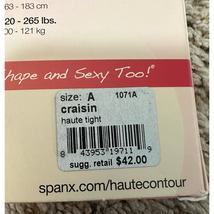 63 - 183 cm
20 - 265 lbs.
00 - 121 kg
Shape and Sexy Too!®
size: A 1071A
craisin
haute tight
8 43953 19711 9
sugg. retail $42.00
spanx.com/hautecontour